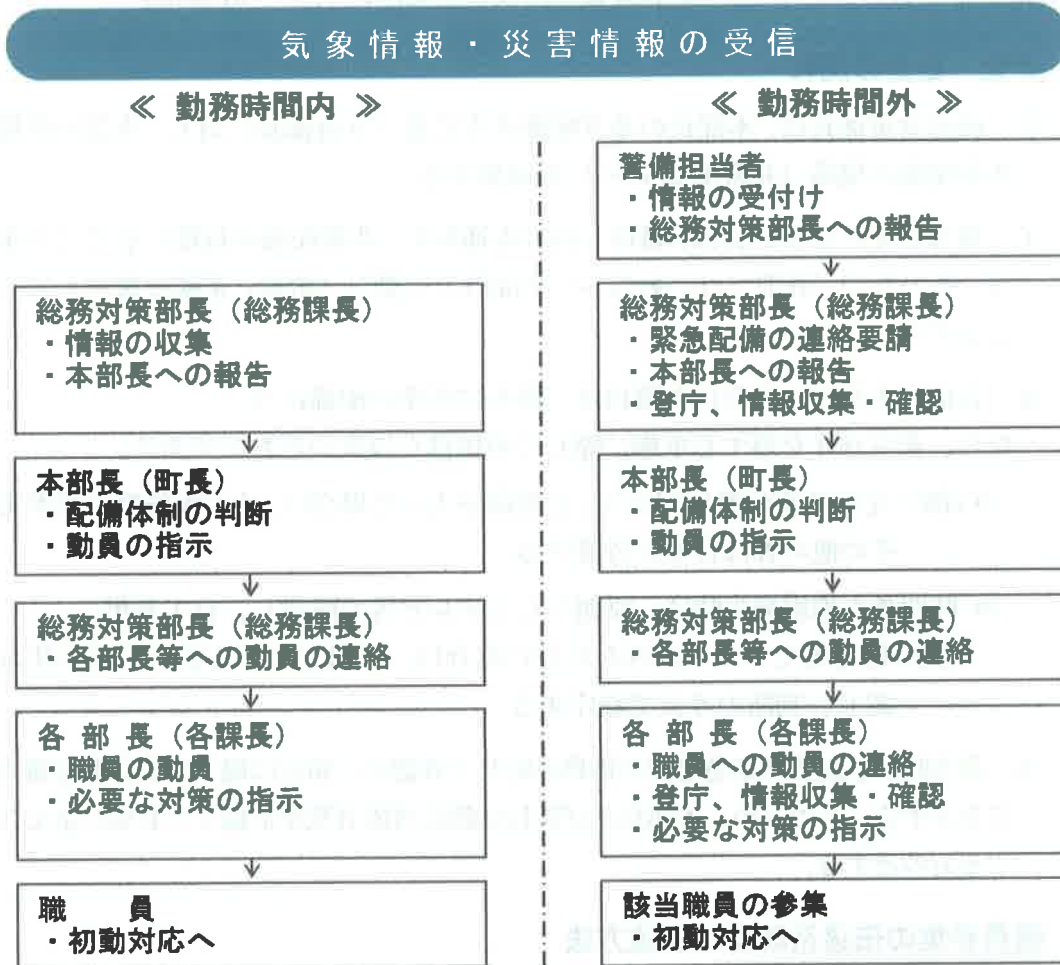 気象情報・災害情報の受信
≪ 勤務時間内 ≫
総務対策部長（総務課長）
・情報の収集
・本部長への報告
本部長（町長）
・配備体制の判断
・動員の指示
総務対策部長（総務課長）
・各部長等への動員の連絡
各 部 長（各課長）
・職員の動員
・必要な対策の指示
職　　員
・初動対応へ
≪ 勤務時間外 ≫
警備担当者
・情報の受付け
・総務対策部長への報告
総務対策部長（総務課長）
・緊急配備の連絡要請
・本部長への報告
・登庁、情報収集・確認
本部長（町長）
・配備体制の判断
・動員の指示
総務対策部長（総務課長）
・各部長等への動員の連絡
各 部 長（各課長）
・職員への動員の連絡
・登庁、情報収集・確認
・必要な対策の指示
該当職員の参集
・初動対応へ